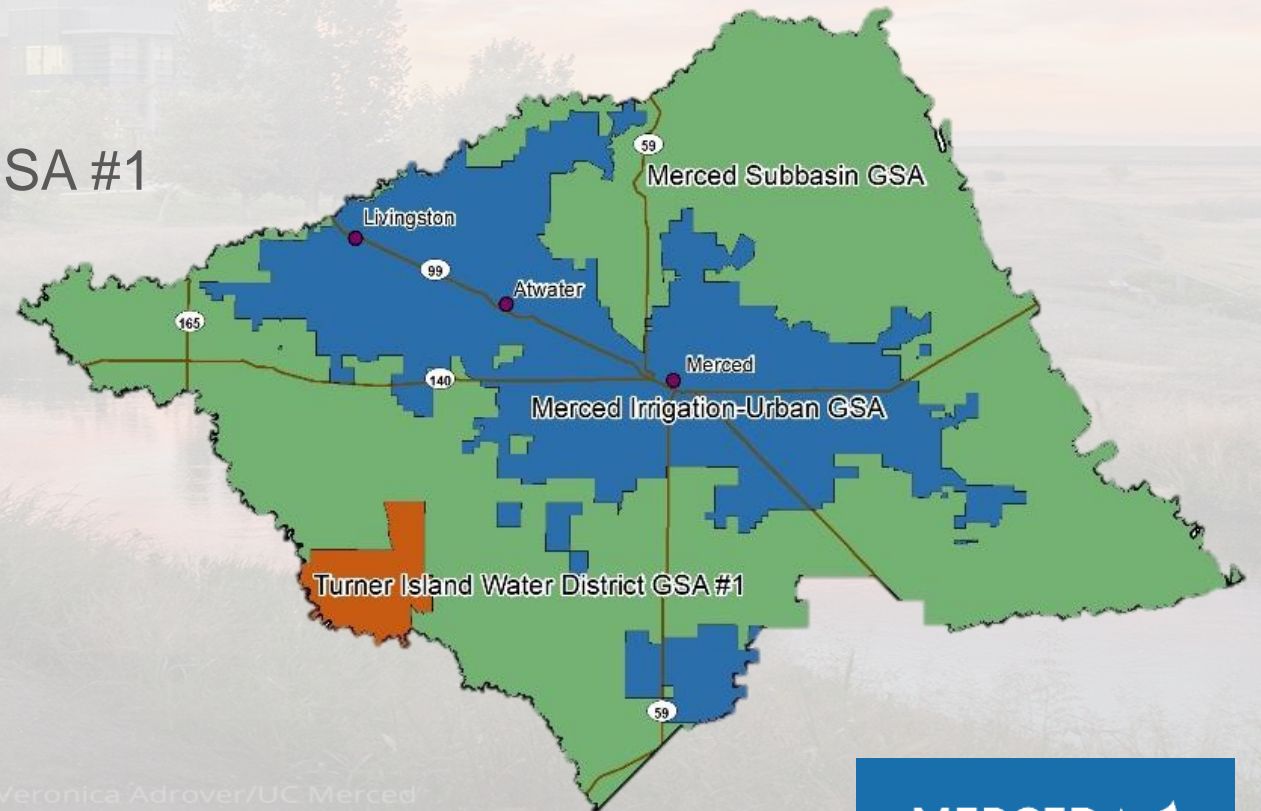 SA #1
59
Merced Subbasin GSA
Livingston
99
Atwater
165
Merced
140
Merced Irrigation-Urban GSA
Turner Island Water District GSA #1
59
Veronica Adrover/UC Merced
MERCED